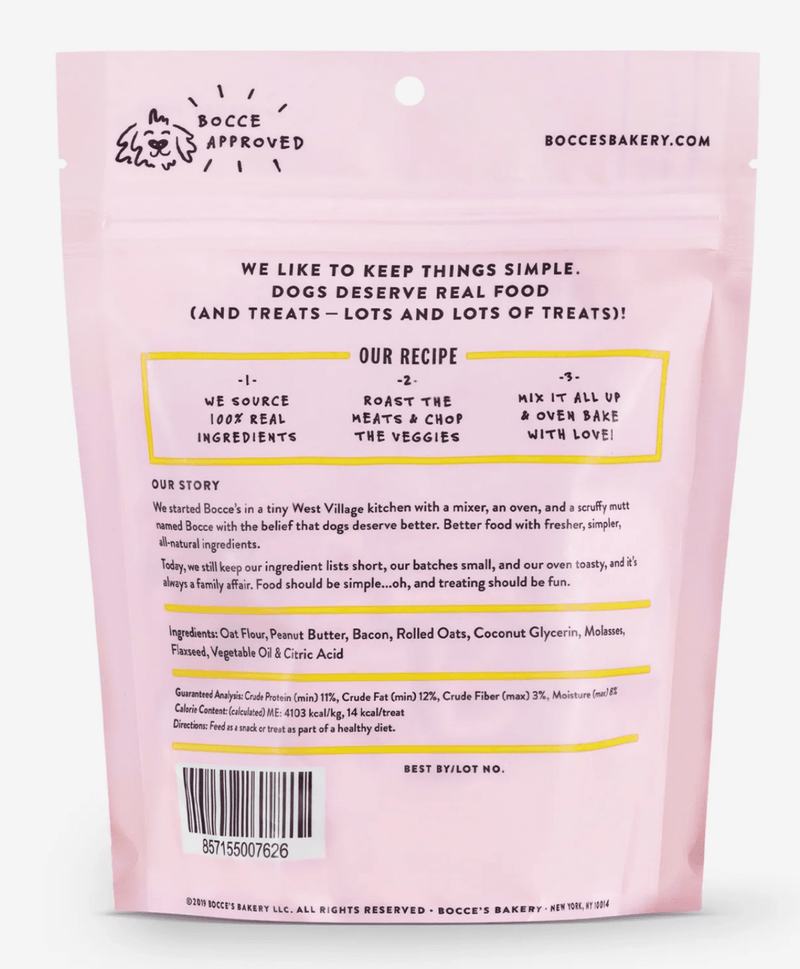 BOCCE
APPROVED
BOCCESBAKERY.COM
WE LIKE TO KEEP THINGS SIMPLE.
DOGS DESERVE REAL FOOD
(AND TREATS — LOTS AND LOTS OF TREATS)!
OUR RECIPE
-1-
WE SOURCE
100% REAL
INGREDIENTS
-2-
ROAST THE
MEATS & CHOP
THE VEGGIES
-3-
MIX IT ALL UP
& OVEN BAKE
WITH LOVE!
OUR STORY
We started Bocce's in a tiny West Village kitchen with a mixer, an oven, and a scruffy mutt
named Bocce with the belief that dogs deserve better. Better food with fresher, simpler,
all-natural ingredients.
Today, we still keep our ingredient lists short, our batches small, and our oven toasty, and it's
always a family affair. Food should be simple...oh, and treating should be fun.
Ingredients: Oat Flour, Peanut Butter, Bacon, Rolled Oats, Coconut Glycerin, Molasses,
Flaxseed, Vegetable Oil & Citric Acid
Guaranteed Analysis: Crude Protein (min) 11%, Crude Fat (min) 12%, Crude Fiber (max) 3%, Moisture (max) 8%
Calorie Content: (calculated) ME: 4103 kcal/kg, 14 kcal/treat
Directions: Feed as a snack or treat as part of a healthy diet.
BEST BY/LOT NO.
857155007626
©2019 BOCCE'S BAKERY LLC. ALL RIGHTS RESERVED • BOCCE'S BAKERY • NEW YORK, NY 10014